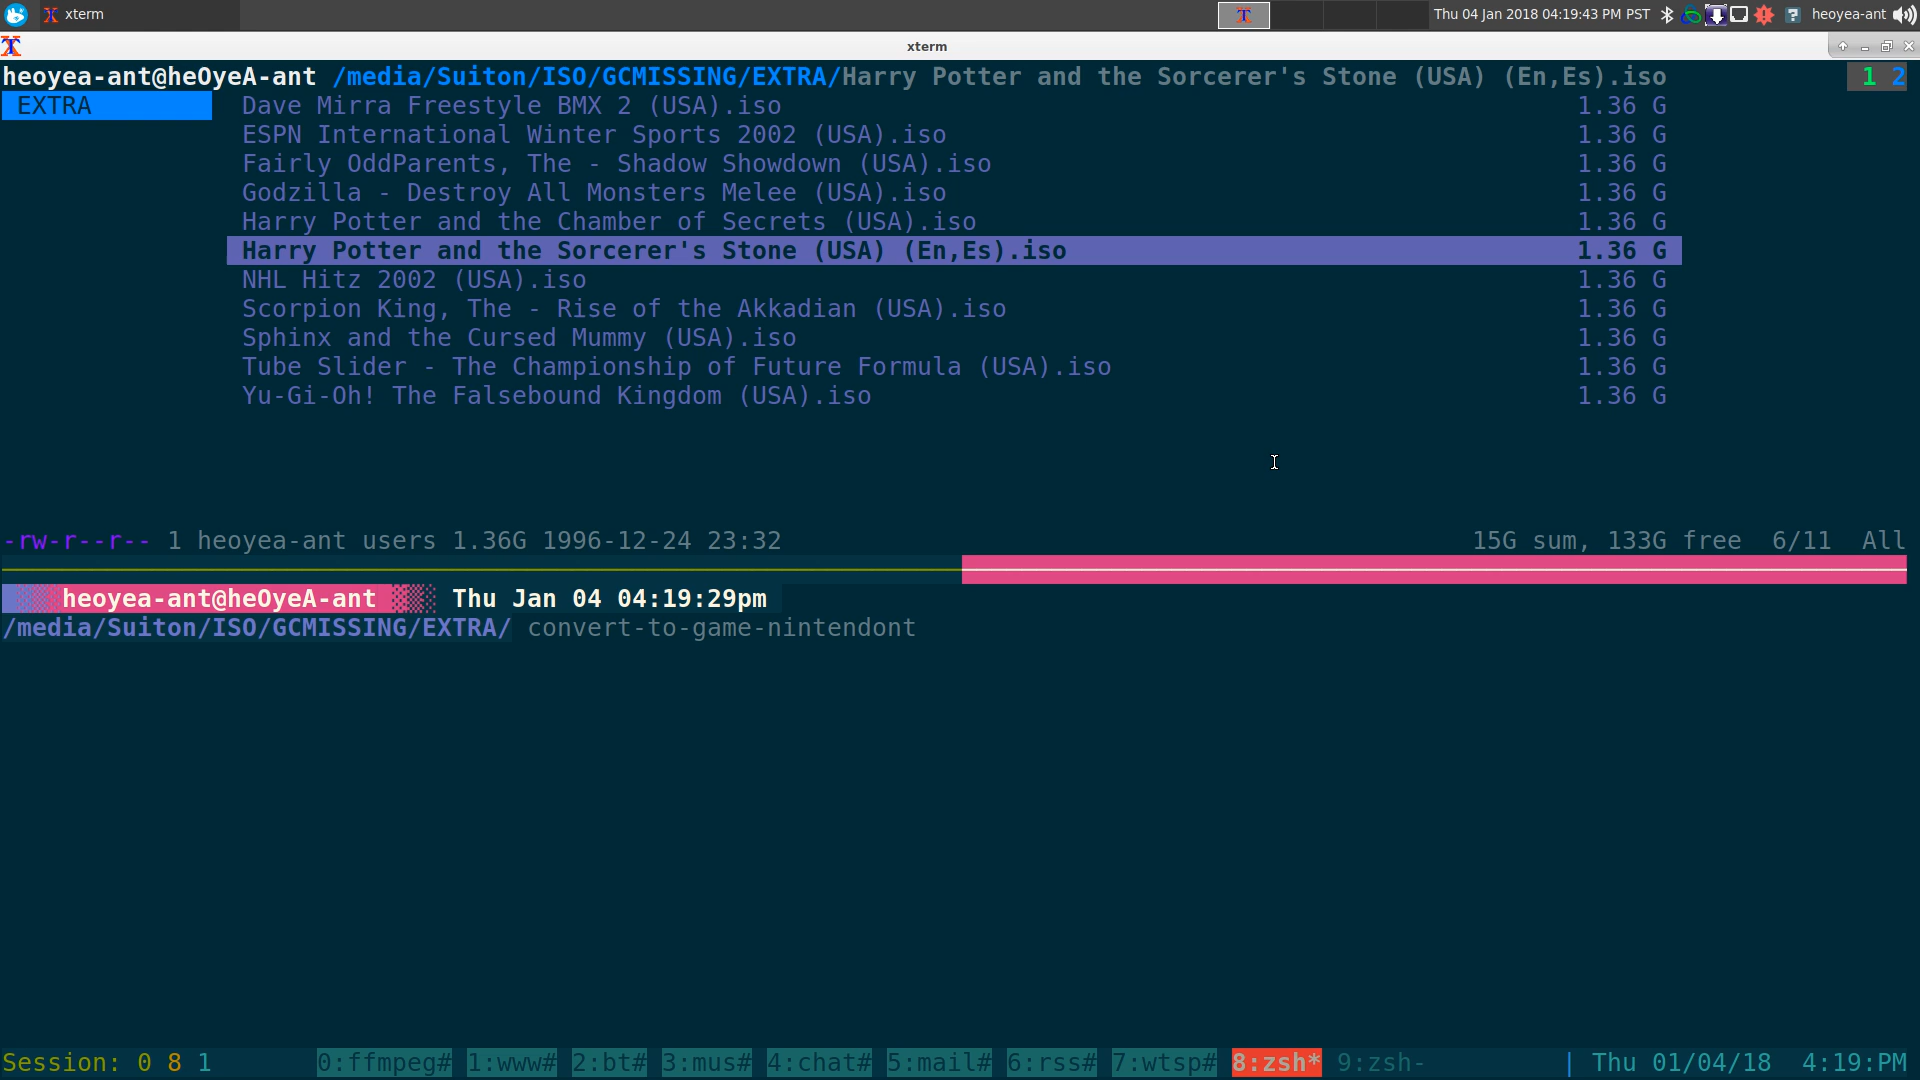 xterm
Thu 04 Jan 2018 04:19:43 PM PST
heoyea-ant
xterm
heoyea-ant@heOyeA-ant /media/Suiton/ISO/GCMISSING/EXTRA/Harry Potter and the Sorcerer's Stone (USA) (En,Es).iso 1 2
EXTRA Dave Mirra Freestyle BMX 2 (USA).iso 1.36 G
ESPN International Winter Sports 2002 (USA).iso 1.36 G
Fairly OddParents, The - Shadow Showdown (USA).iso 1.36 G
Godzilla - Destroy All Monsters Melee (USA).iso 1.36 G
Harry Potter and the Chamber of Secrets (USA).iso 1.36 G
Harry Potter and the Sorcerer's Stone (USA) (En,Es).iso 1.36 G
NHL Hitz 2002 (USA).iso 1.36 G
Scorpion King, The - Rise of the Akkadian (USA).iso 1.36 G
Sphinx and the Cursed Mummy (USA).iso 1.36 G
Tube Slider - The Championship of Future Formula (USA).iso 1.36 G
Yu-Gi-Oh! The Falsebound Kingdom (USA).iso 1.36 G
-rw-r--r-- 1 heoyea-ant users 1.36G 1996-12-24 23:32 15G sum, 133G free 6/11 All
heoyea-ant@heOyeA-ant Thu Jan 04 04:19:29pm
/media/Suiton/ISO/GCMISSING/EXTRA/ convert-to-game-nintendont
Session: 0 8 1 0:ffmpeg# 1:www# 2:bt# 3:mus# 4:chat# 5:mail# 6:rss# 7:wtsp# 8:zsh* 9:zsh- | Thu 01/04/18 4:19:PM